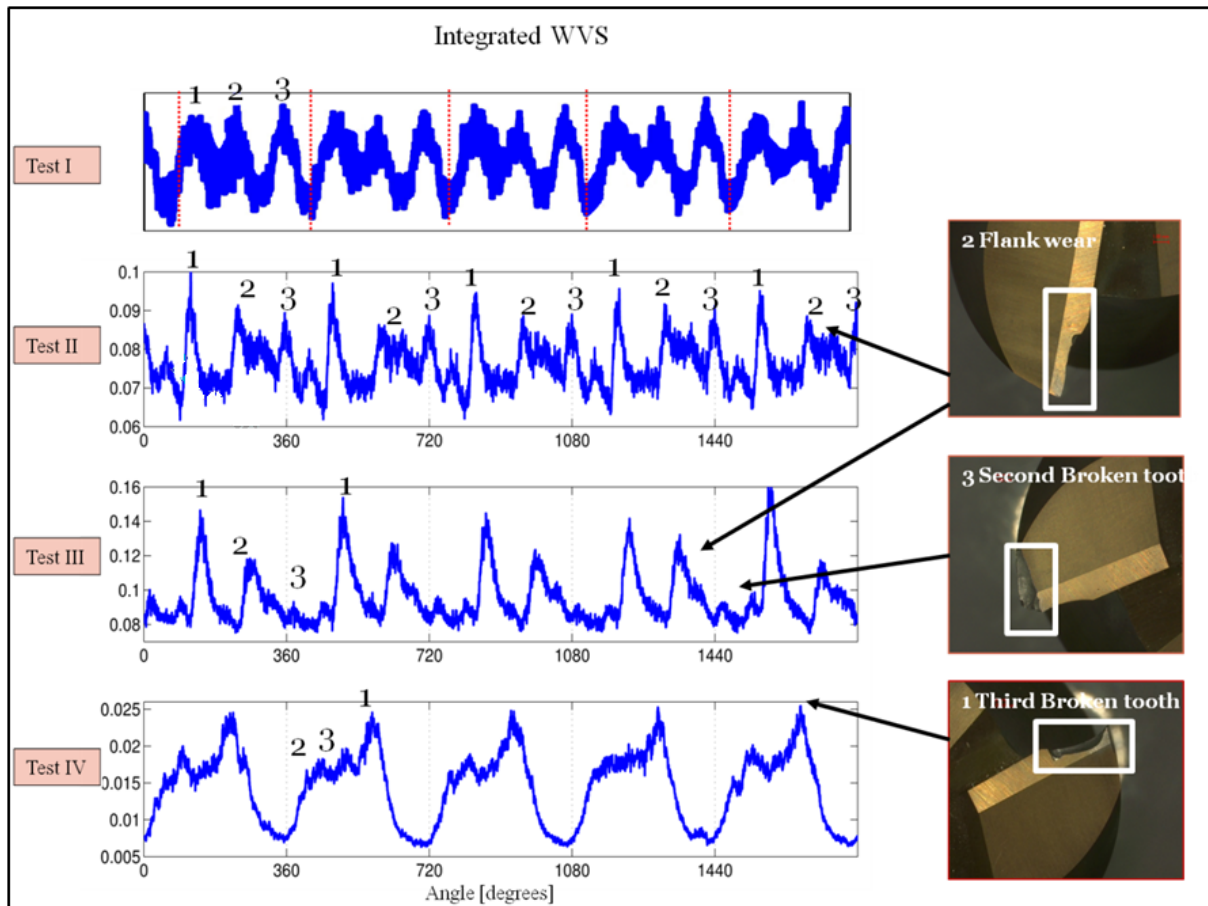 Integrated WVS
Test I
1 2 3
Test II
0.1
0.09
0.08
0.07
0.06
1 2 3 1 2 3 1 2 3 1 2 3 1 2 3
0 360 720 1080 1440
2 Flank wear
Test III
0.16
0.14
0.12
0.1
0.08
1 2 3 1
0 360 720 1080 1440
3 Second Broken toot
Test IV
0.025
0.02
0.015
0.01
0.005
2 3 1
0 360 720 1080 1440
1 Third Broken tooth
Angle [degrees]